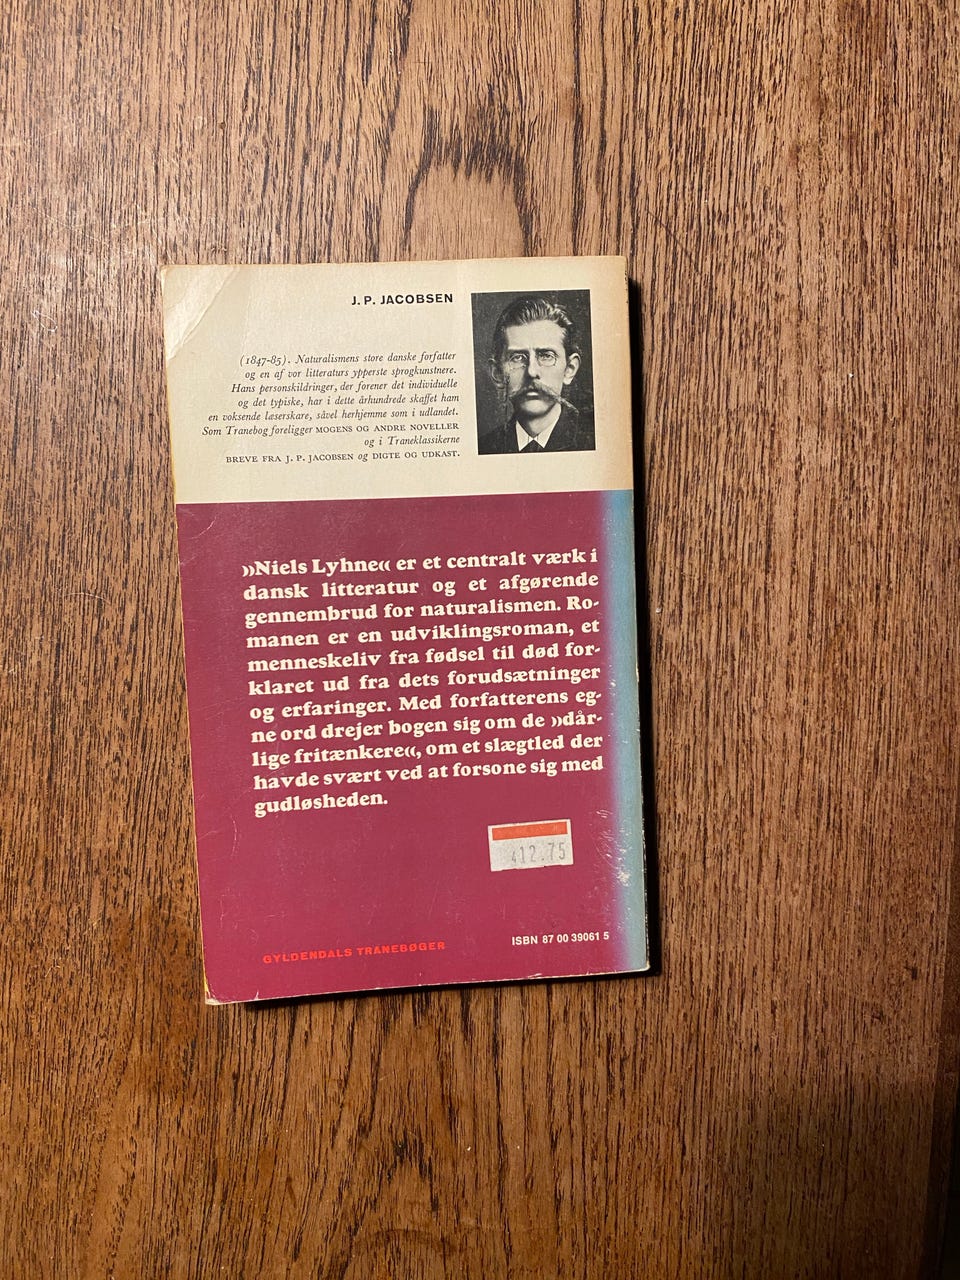 J. P. JACOBSEN
(1847-85). Naturalismens store danske forfatter
og en af vor litteraturs ypperste sprogkunstnere.
Hans personskildringer, der forener det individuelle
og det typiske, har i dette århundrede skaffet ham
en voksende læserskare, såvel herhjemme som i udlandet.
Som Tranebog foreligger MOGENS OG ANDRE NOVELLER
og i Traneklassikerne
BREVE FRA J. P. JACOBSEN og DIGTE OG UDKAST.
»Niels Lyhne« er et centralt værk i
dansk litteratur og et afgørende
gennembrud for naturalismen. Ro-
manen er en udviklingsroman, et
menneskeliv fra fødsel til død for-
klaret ud fra dets forudsætninger
og erfaringer. Med forfatterens eg-
ne ord drejer bogen sig om de »dår-
lige fritænkere«, om et slægtled der
havde svært ved at forsone sig med
gudløsheden.
12.75
GYLDENDALS TRANEBØGER
ISBN 87 00 39061 5